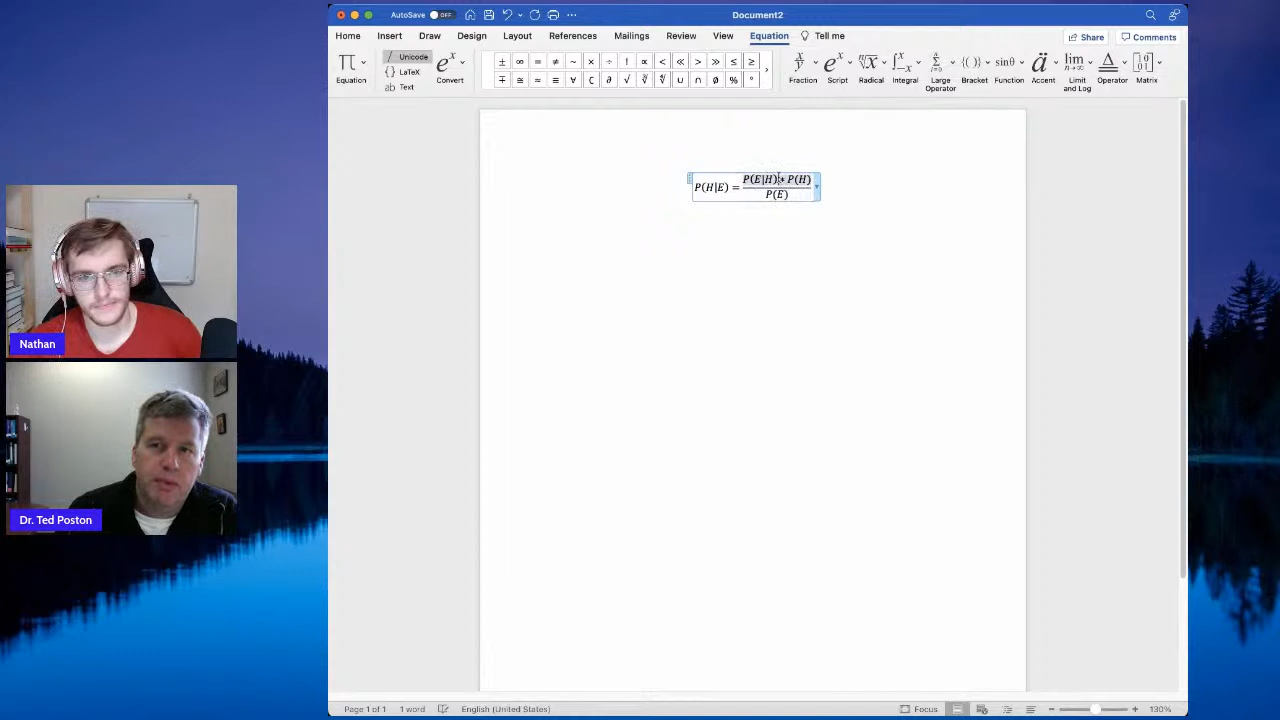 AutoSave OFF
Document2
Home Insert Draw Design Layout References Mailings Review View Equation Tell me
Share Comments
π Equation
/ Unicode
{ } LaTeX
ab Text
eˣ Convert
± ∞ = ≠ ~ × ÷ ! ∝ < ≪ > ≫ ≤ ≥
∓ ≅ ≈ ≡ ∀ ∁ ∂ √ ∛ ∜ ∪ ∩ ∅ % °
Fraction Script Radical Integral Large Operator Bracket Function Accent Limit and Log Operator Matrix
P(H|E) = P(E|H) * P(H) / P(E)
Nathan
Dr. Ted Poston
Page 1 of 1 1 word English (United States) Focus 130%